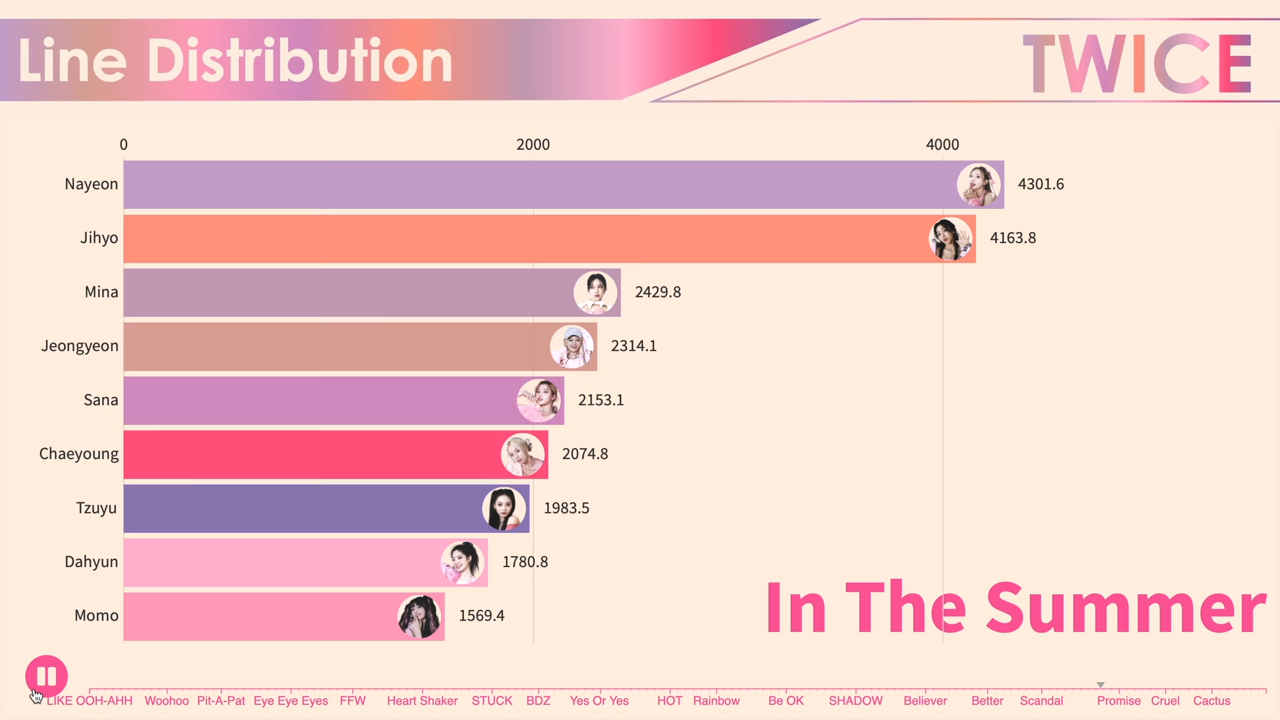 Line Distribution
TWICE
0 2000 4000
Nayeon 4301.6
Jihyo 4163.8
Mina 2429.8
Jeongyeon 2314.1
Sana 2153.1
Chaeyoung 2074.8
Tzuyu 1983.5
Dahyun 1780.8
Momo 1569.4
In The Summer
LIKE OOH-AHH Woohoo Pit-A-Pat Eye Eye Eyes FFW Heart Shaker STUCK BDZ Yes Or Yes HOT Rainbow Be OK SHADOW Believer Better Scandal Promise Cruel Cactus